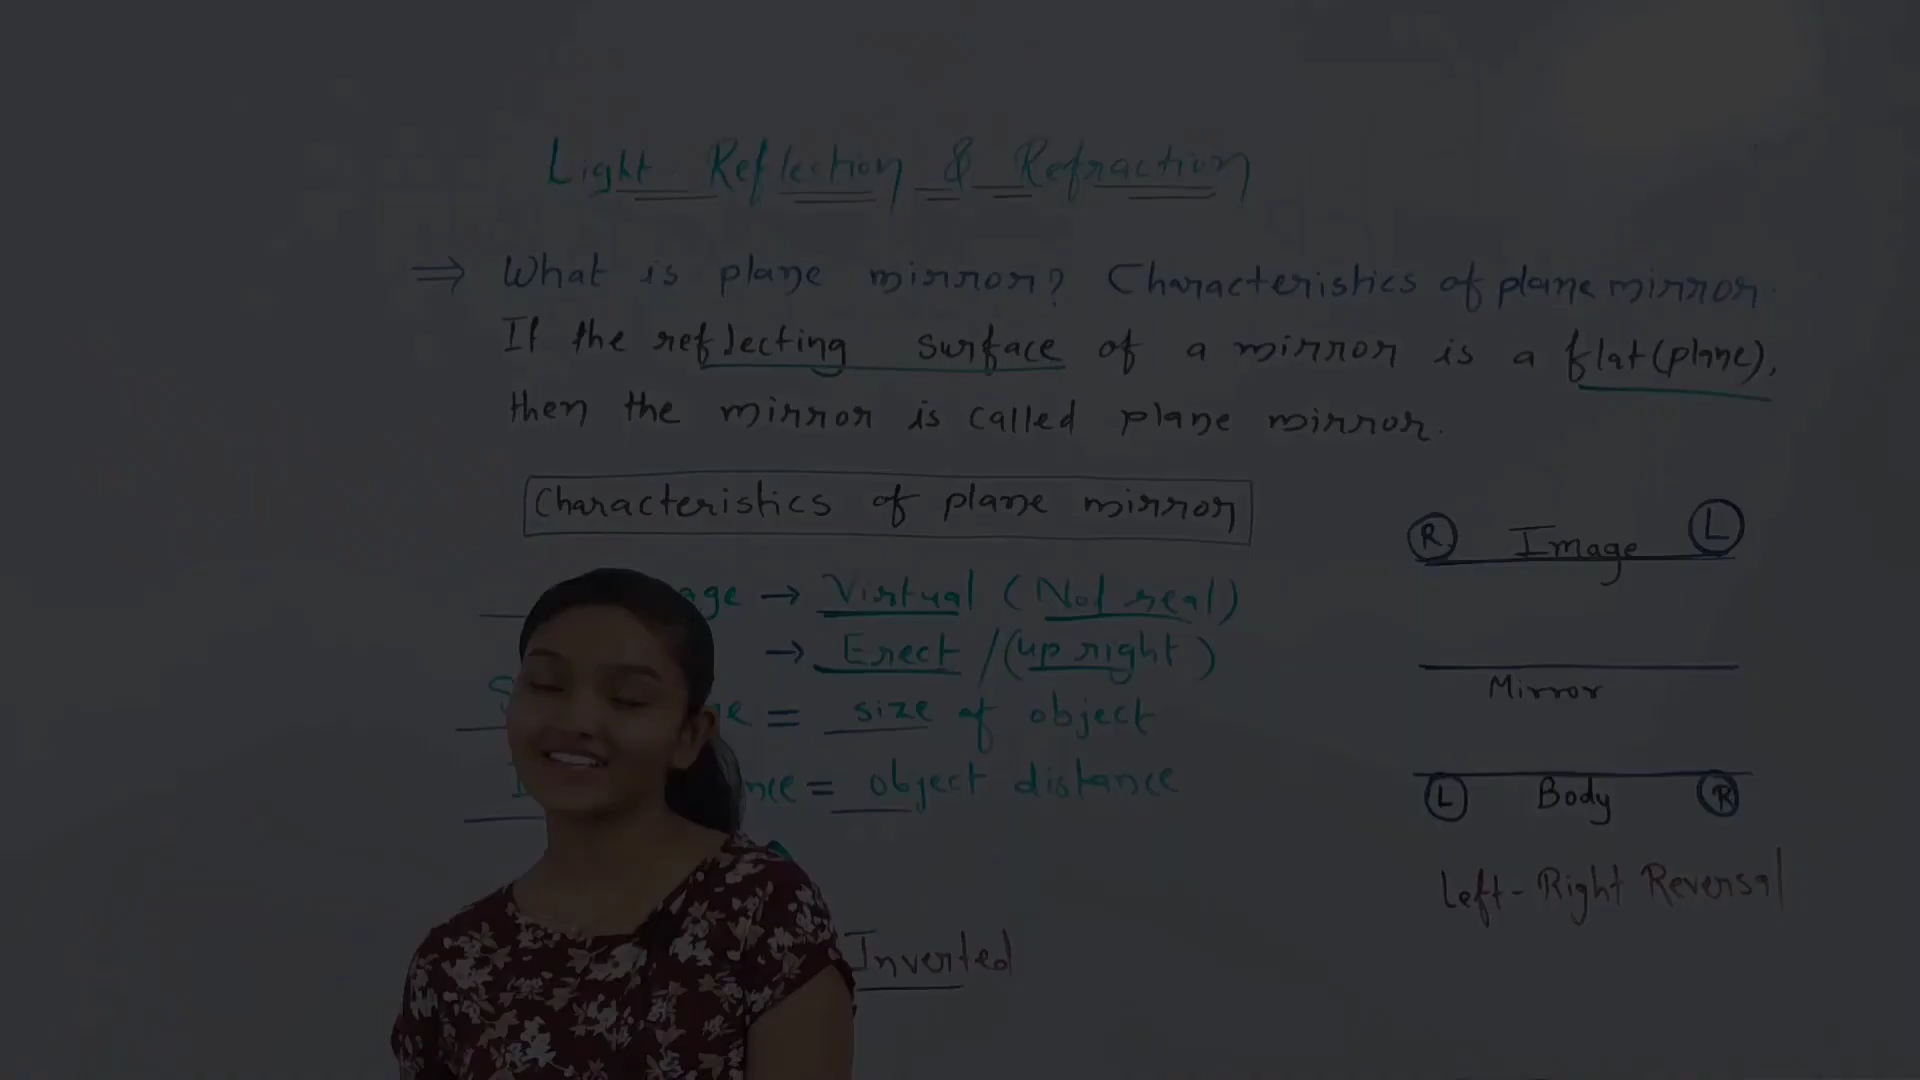 Light Reflection & Refraction
⇒ What is plane mirror? Characteristics of plane mirror.
If the reflecting surface of a mirror is a flat(plane),
then the mirror is called plane mirror.
Characteristics of plane mirror
→ Virtual (Not real)
→ Erect /(up right)
= size of object
= object distance
Inverted
R Image L
Mirror
L Body R
Left-Right Reversal